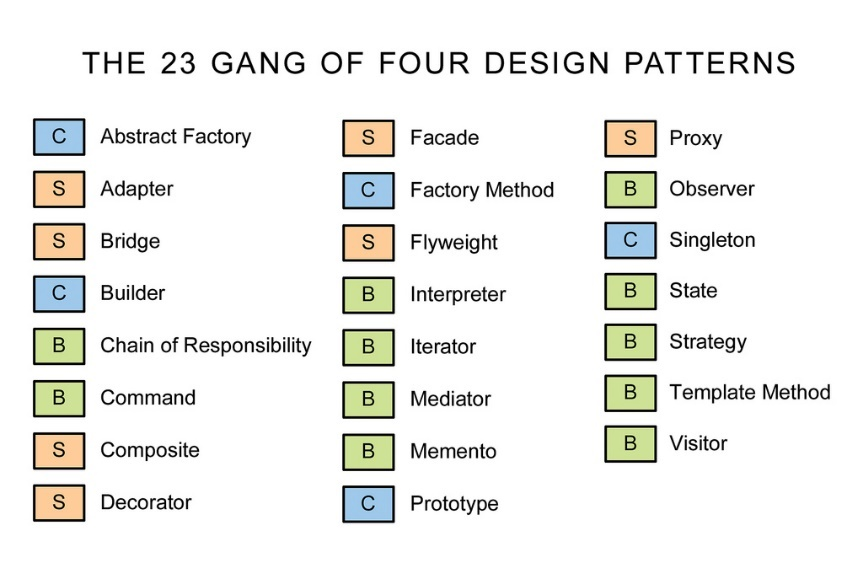 THE 23 GANG OF FOUR DESIGN PATTERNS
C Abstract Factory
S Adapter
S Bridge
C Builder
B Chain of Responsibility
B Command
S Composite
S Decorator
S Facade
C Factory Method
S Flyweight
B Interpreter
B Iterator
B Mediator
B Memento
C Prototype
S Proxy
B Observer
C Singleton
B State
B Strategy
B Template Method
B Visitor